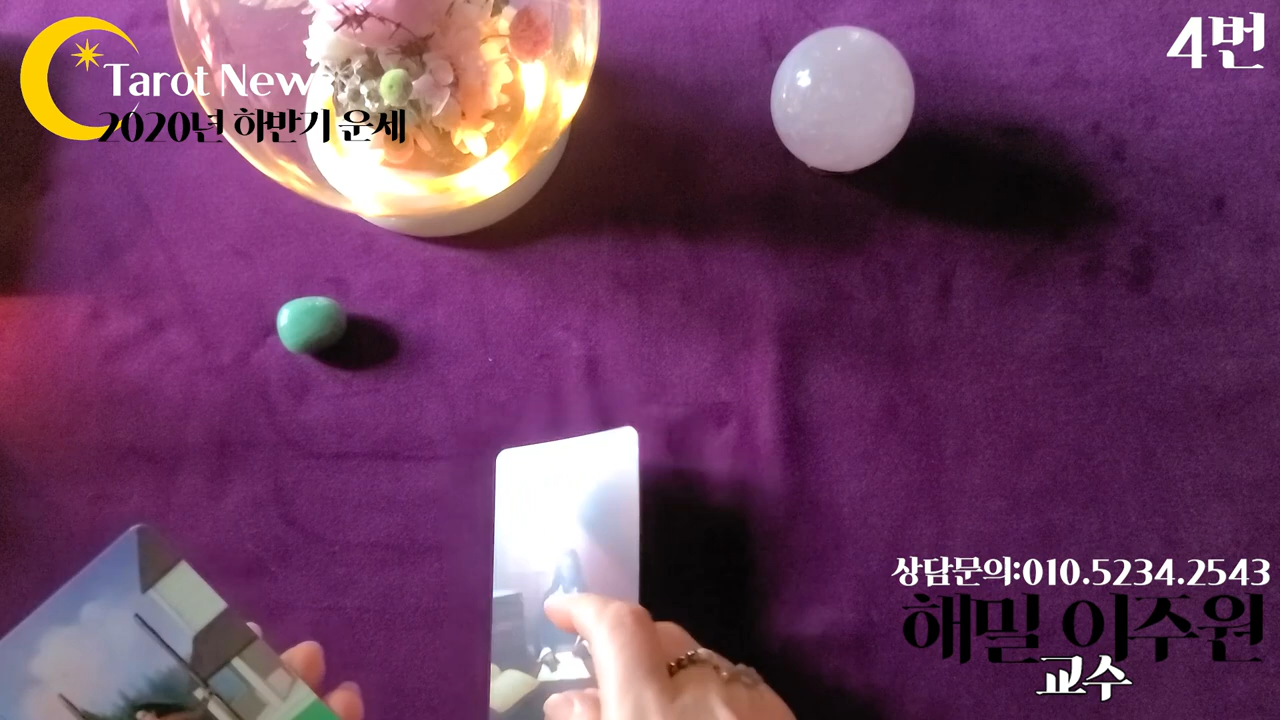 Tarot News
2020년 하반기 운세
4번
상담문의:010.5234.2543
해밀 이주원
교수